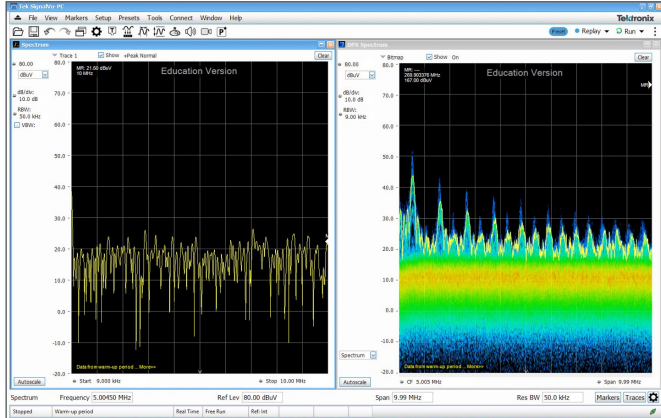 Tek SignalVu-PC
File View Markers Setup Presets Tools Connect Window Help
Tektronix
Preset Replay Run
Spectrum
Trace 1 Show +Peak Normal Clear
80.00
dBuV
dB/div:
10.0 dB
RBW:
50.0 kHz
VBW:
80.0
MR: 21.60 dBuV
10 MHz
Education Version
70.0
60.0
50.0
40.0
30.0
20.0
10.0
0.0
-10.0
-20.0
Data from warm-up period ... More>>
Autoscale Start 9.000 kHz Stop 10.00 MHz
DPX Spectrum
Bitmap Show On Clear
80.00
dBuV
dB/div:
10.0 dB
RBW:
9.00 kHz
80.0
MR: ---
167.00 dBuV
Education Version
MR
70.0
60.0
50.0
40.0
30.0
20.0
10.0
0.0
-10.0
-20.0
Spectrum
Data from warm-up period ... More>>
Autoscale CF 5.005 MHz Span 9.99 MHz
Spectrum Frequency 5.00450 MHz Ref Lev 80.00 dBuV Span 9.99 MHz Res BW 50.0 kHz Markers Traces
Stopped Warm-up period Real Time Free Run Ref: Int